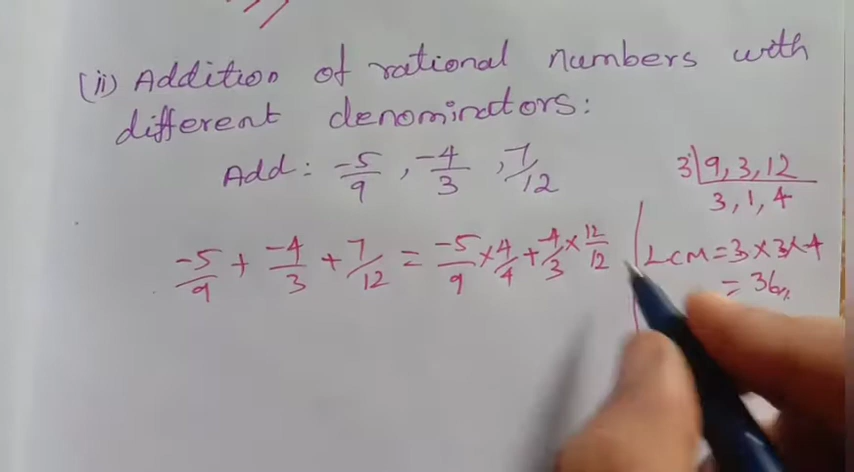 (ii) Addition of rational numbers with
different denominators:
Add: -5/9, -4/3, 7/12
3 | 9, 3, 12
3, 1, 4
-5/9 + -4/3 + 7/12 = -5/9 × 4/4 + -4/3 × 12/12
LCM = 3 × 3 × 4
= 36